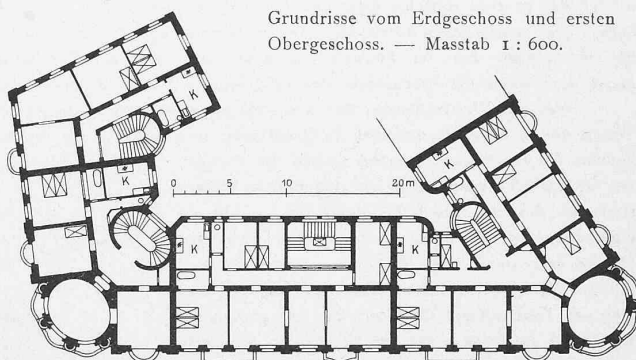 Grundrisse vom Erdgeschoss und ersten
Obergeschoss. — Masstab 1 : 600.
K
K
K
0 5 10 20 m
K
K